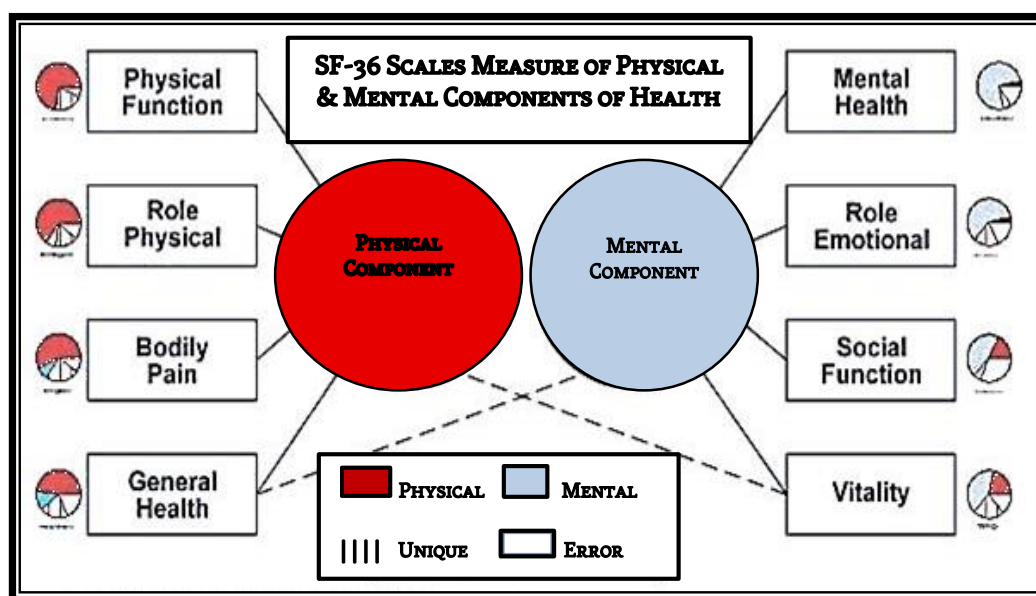 SF-36 Scales Measure of Physical
& Mental Components of Health
Physical
Function
Role
Physical
Bodily
Pain
General
Health
Physical
Component
Mental
Component
Mental
Health
Role
Emotional
Social
Function
Vitality
Physical
Mental
Unique
Error